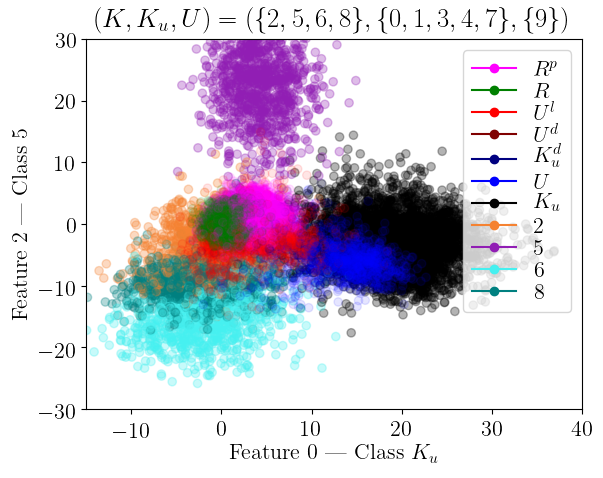 (K, K_u, U) = ({2, 5, 6, 8}, {0, 1, 3, 4, 7}, {9})
30
20
10
0
−10
−20
−30
Feature 2 — Class 5
R^p
R
U^l
U^d
K_u^d
U
K_u
2
5
6
8
−10
0
10
20
30
40
Feature 0 — Class K_u